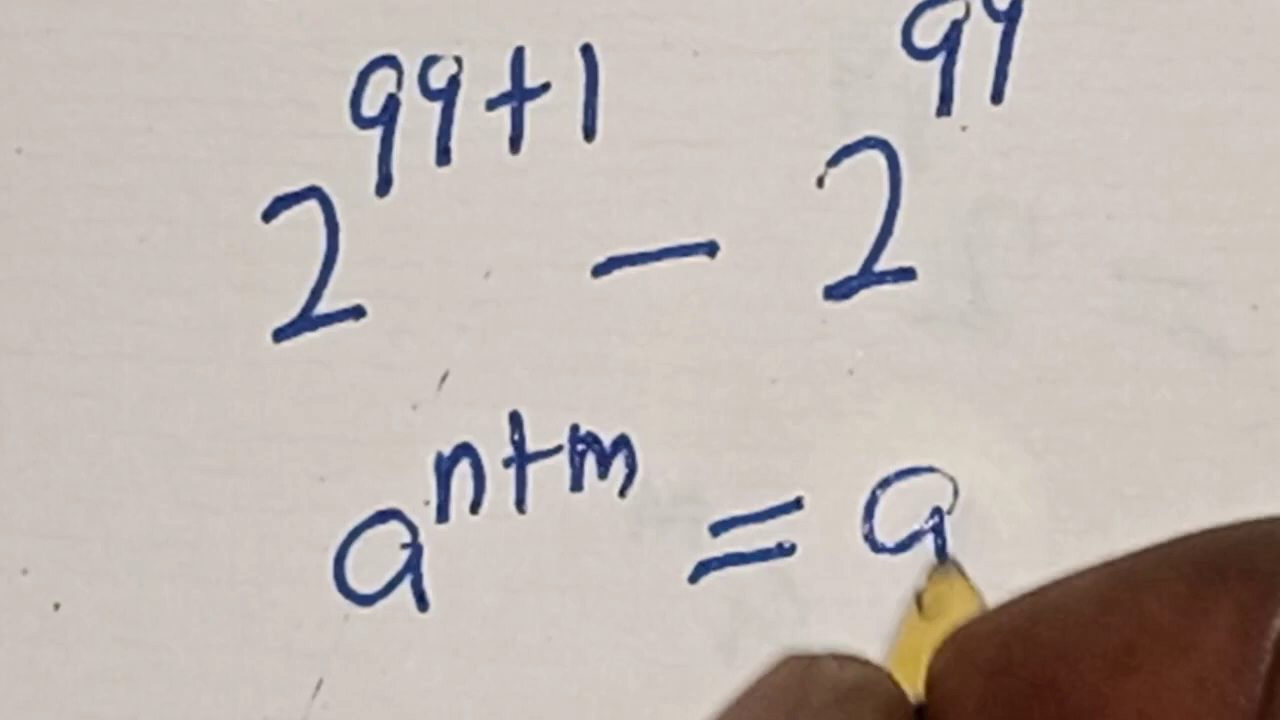 2^{99+1} - 2^{99}
a^{n+m} = a